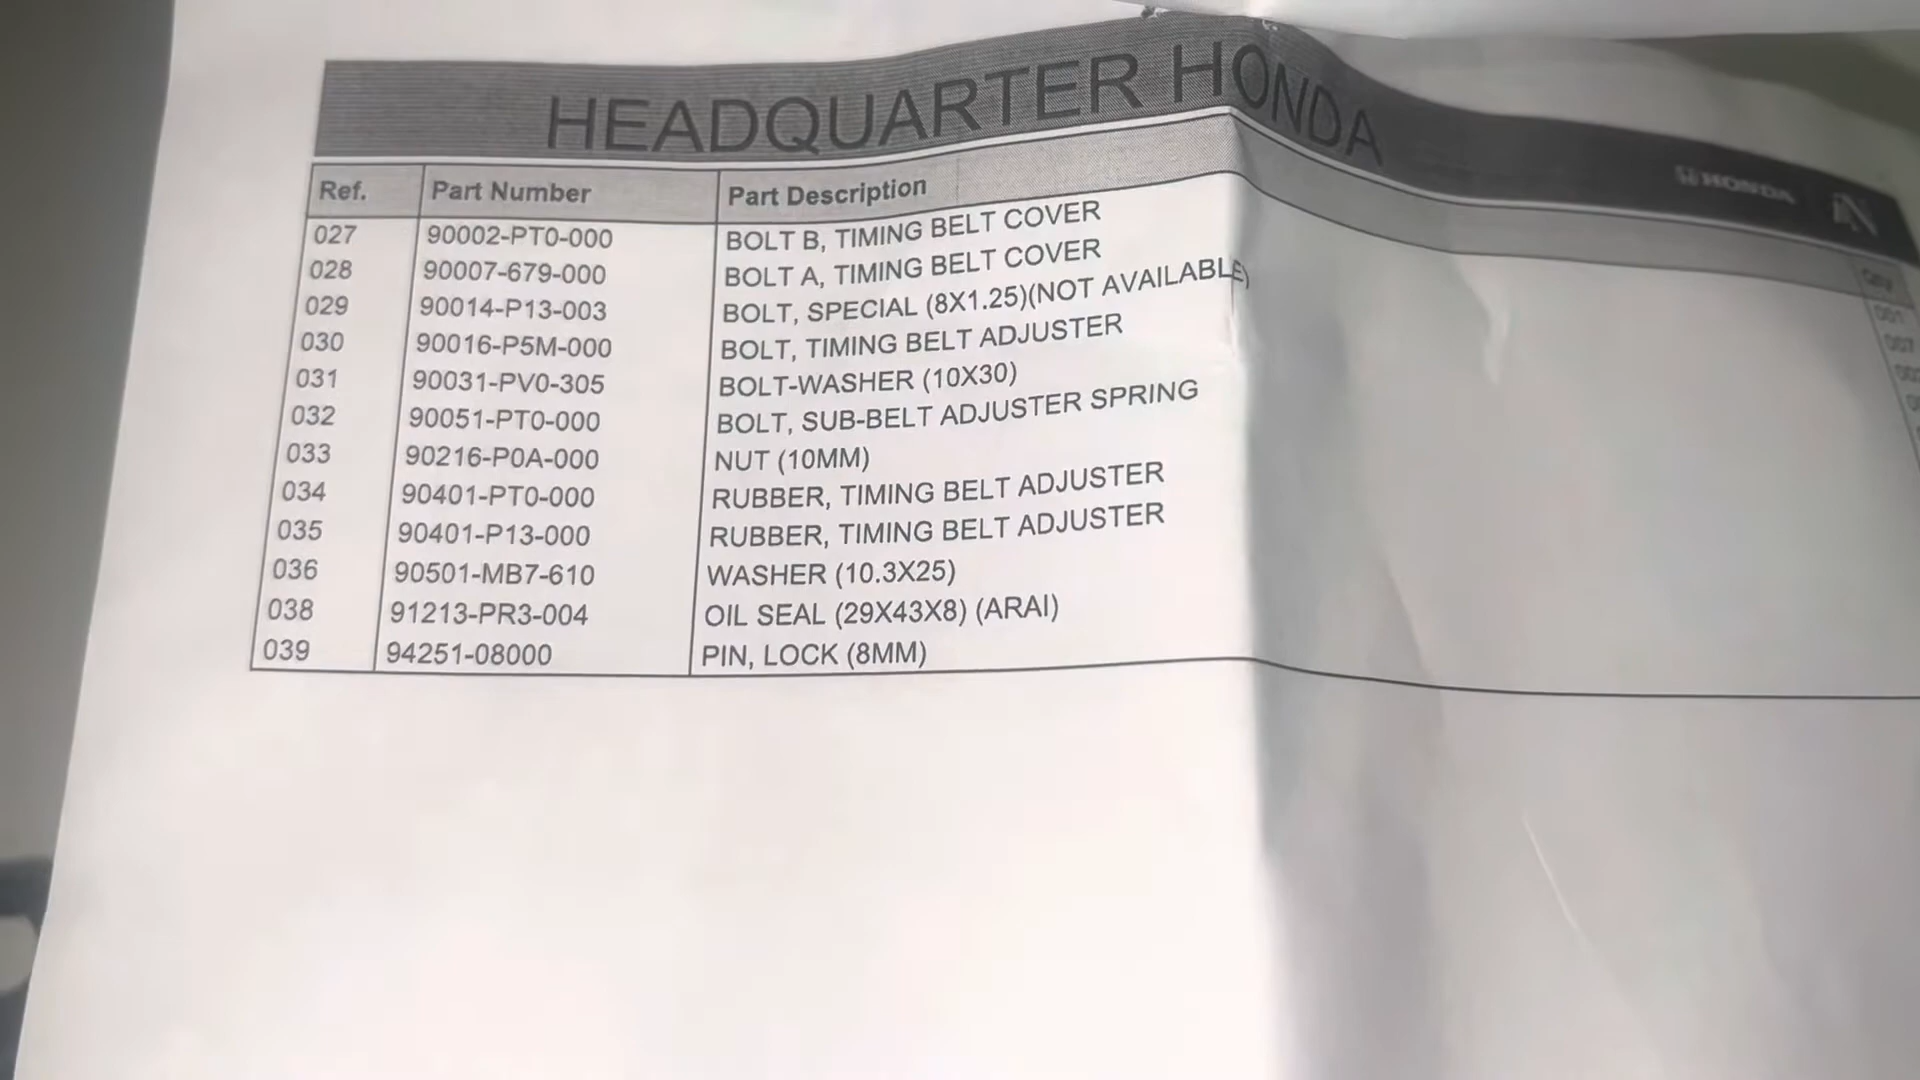 HEADQUARTER HONDA
HONDA
Ref. Part Number Part Description Qty
027 90002-PT0-000 BOLT B, TIMING BELT COVER 001
028 90007-679-000 BOLT A, TIMING BELT COVER 007
029 90014-P13-003 BOLT, SPECIAL (8X1.25)(NOT AVAILABLE)
030 90016-P5M-000 BOLT, TIMING BELT ADJUSTER
031 90031-PV0-305 BOLT-WASHER (10X30)
032 90051-PT0-000 BOLT, SUB-BELT ADJUSTER SPRING
033 90216-P0A-000 NUT (10MM)
034 90401-PT0-000 RUBBER, TIMING BELT ADJUSTER
035 90401-P13-000 RUBBER, TIMING BELT ADJUSTER
036 90501-MB7-610 WASHER (10.3X25)
038 91213-PR3-004 OIL SEAL (29X43X8) (ARAI)
039 94251-08000 PIN, LOCK (8MM)